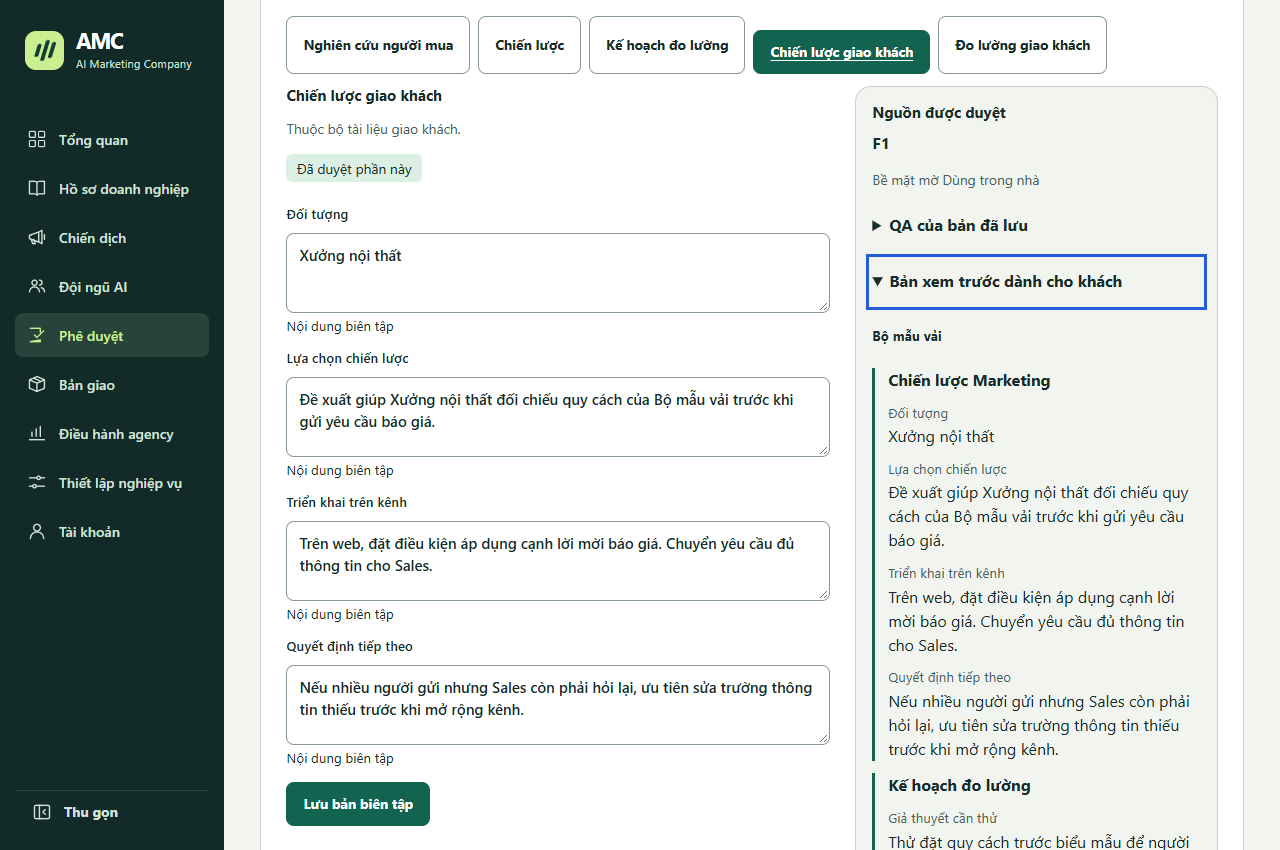 AMC
AI Marketing Company
Tổng quan
Hồ sơ doanh nghiệp
Chiến dịch
Đội ngũ AI
Phê duyệt
Bàn giao
Điều hành agency
Thiết lập nghiệp vụ
Tài khoản
Thu gọn
Nghiên cứu người mua
Chiến lược
Kế hoạch đo lường
Chiến lược giao khách
Đo lường giao khách
Chiến lược giao khách
Thuộc bộ tài liệu giao khách.
Đã duyệt phần này
Đối tượng
Xưởng nội thất
Nội dung biên tập
Lựa chọn chiến lược
Đề xuất giúp Xưởng nội thất đối chiếu quy cách của Bộ mẫu vải trước khi
gửi yêu cầu báo giá.
Nội dung biên tập
Triển khai trên kênh
Trên web, đặt điều kiện áp dụng cạnh lời mời báo giá. Chuyển yêu cầu đủ
thông tin cho Sales.
Nội dung biên tập
Quyết định tiếp theo
Nếu nhiều người gửi nhưng Sales còn phải hỏi lại, ưu tiên sửa trường thông
tin thiếu trước khi mở rộng kênh.
Nội dung biên tập
Lưu bản biên tập
Nguồn được duyệt
F1
Bề mặt mờ Dùng trong nhà
QA của bản đã lưu
Bản xem trước dành cho khách
Bộ mẫu vải
Chiến lược Marketing
Đối tượng
Xưởng nội thất
Lựa chọn chiến lược
Đề xuất giúp Xưởng nội thất đối chiếu quy
cách của Bộ mẫu vải trước khi gửi yêu cầu
báo giá.
Triển khai trên kênh
Trên web, đặt điều kiện áp dụng cạnh lời
mời báo giá. Chuyển yêu cầu đủ thông tin
cho Sales.
Quyết định tiếp theo
Nếu nhiều người gửi nhưng Sales còn phải
hỏi lại, ưu tiên sửa trường thông tin thiếu
trước khi mở rộng kênh.
Kế hoạch đo lường
Giả thuyết cần thử
Thử đặt quy cách trước biểu mẫu để người